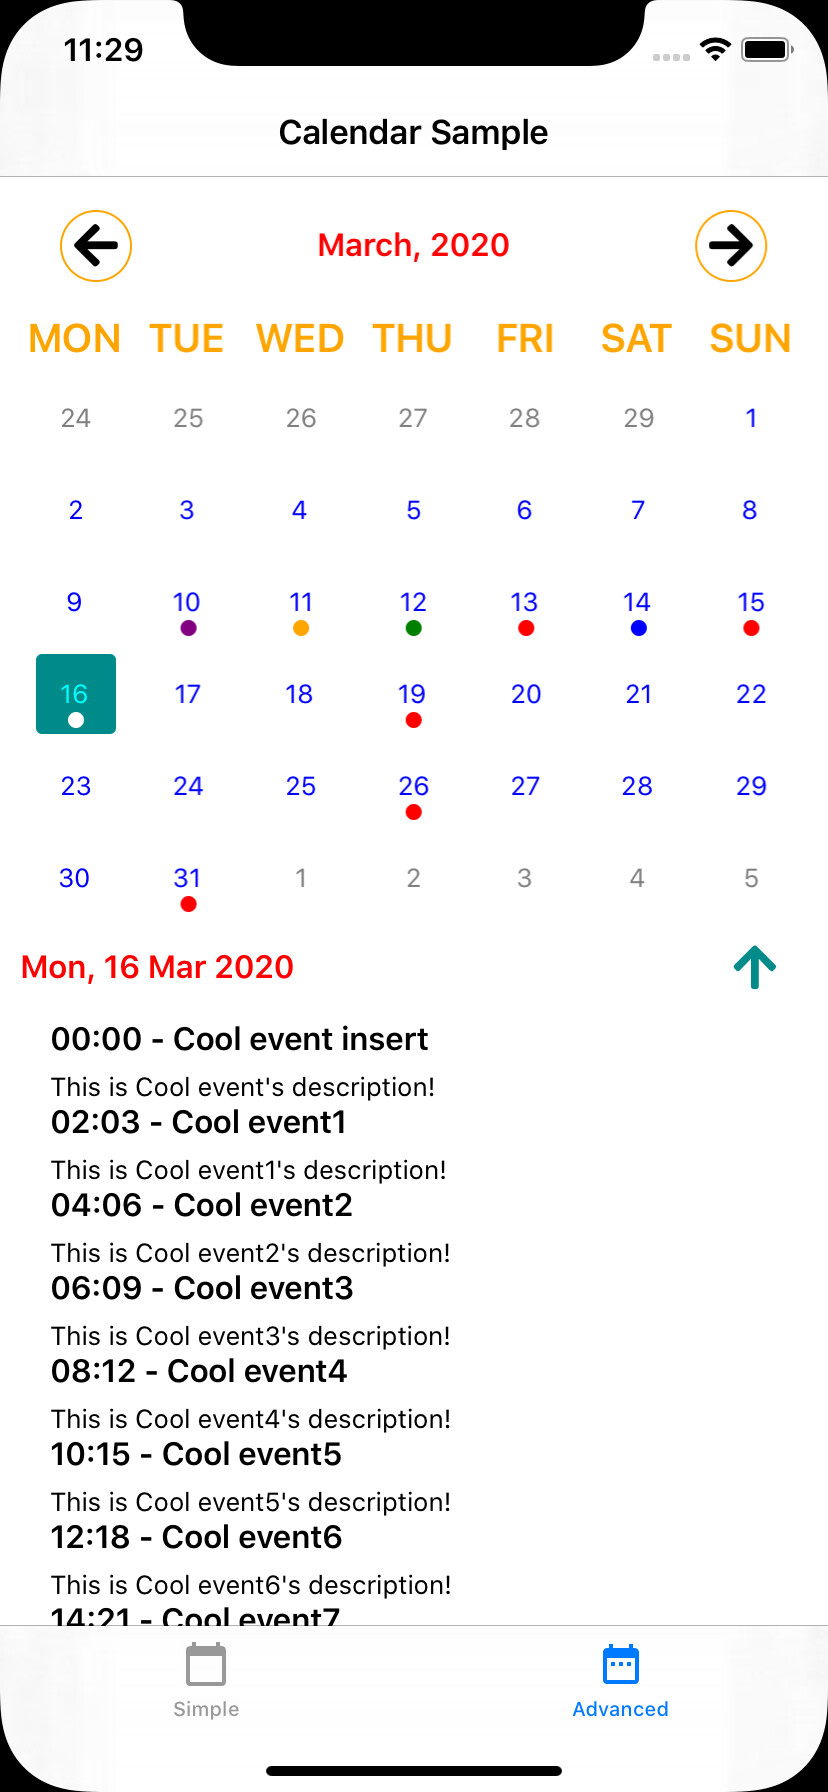 11:29
Calendar Sample
March, 2020
MON TUE WED THU FRI SAT SUN
24 25 26 27 28 29 1
2 3 4 5 6 7 8
9 10 11 12 13 14 15
16 17 18 19 20 21 22
23 24 25 26 27 28 29
30 31 1 2 3 4 5
Mon, 16 Mar 2020
00:00 - Cool event insert
This is Cool event's description!
02:03 - Cool event1
This is Cool event1's description!
04:06 - Cool event2
This is Cool event2's description!
06:09 - Cool event3
This is Cool event3's description!
08:12 - Cool event4
This is Cool event4's description!
10:15 - Cool event5
This is Cool event5's description!
12:18 - Cool event6
This is Cool event6's description!
14:21 - Cool event7
Simple Advanced